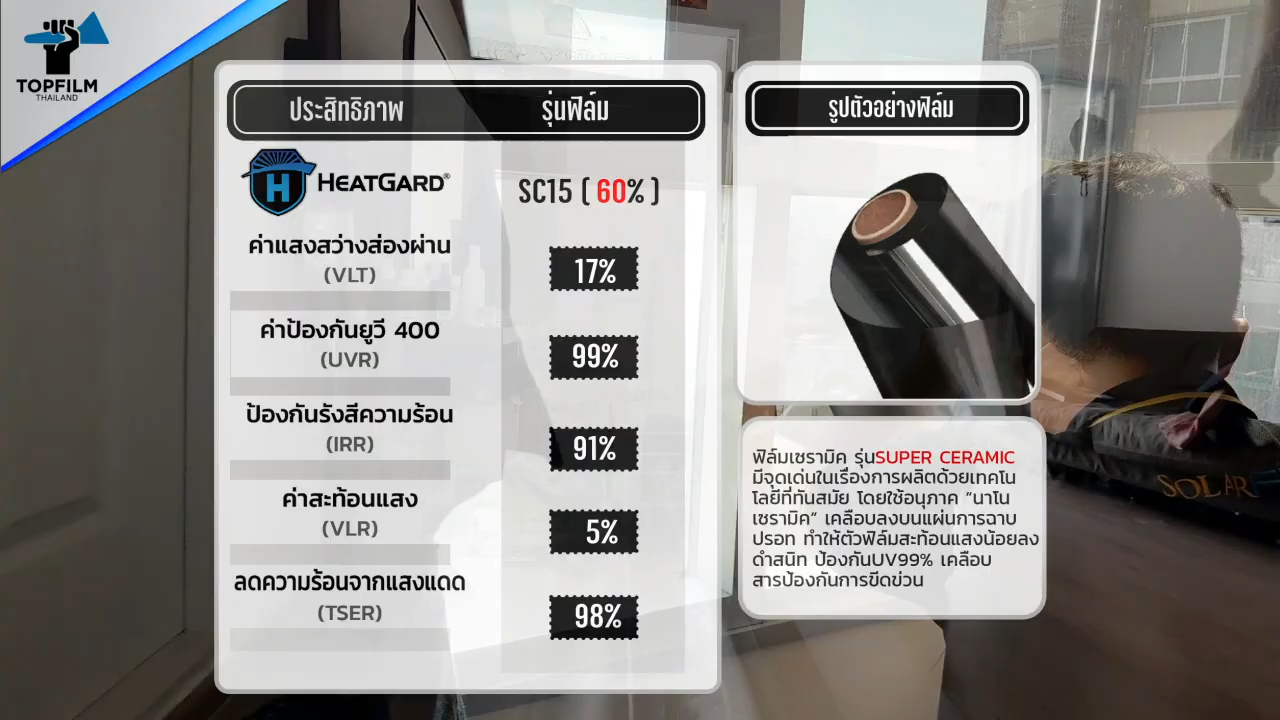 TOPFILM
THAILAND
ประสิทธิภาพ
รุ่นฟิล์ม
HEATGARD®
SC15 ( 60% )
ค่าแสงสว่างส่องผ่าน
(VLT)
17%
ค่าป้องกันยูวี 400
(UVR)
99%
ป้องกันรังสีความร้อน
(IRR)
91%
ค่าสะท้อนแสง
(VLR)
5%
ลดความร้อนจากแสงแดด
(TSER)
98%
รูปตัวอย่างฟิล์ม
ฟิล์มเซรามิค รุ่นSUPER CERAMIC
มีจุดเด่นในเรื่องการผลิตด้วยเทคโน
โลยีที่ทันสมัย โดยใช้อนุภาค “นาโน
เซรามิค” เคลือบลงบนแผ่นการฉาบ
ปรอท ทำให้ตัวฟิล์มสะท้อนแสงน้อยลง
ดำสนิท ป้องกันUV99% เคลือบ
สารป้องกันการขีดข่วน
SOLAR